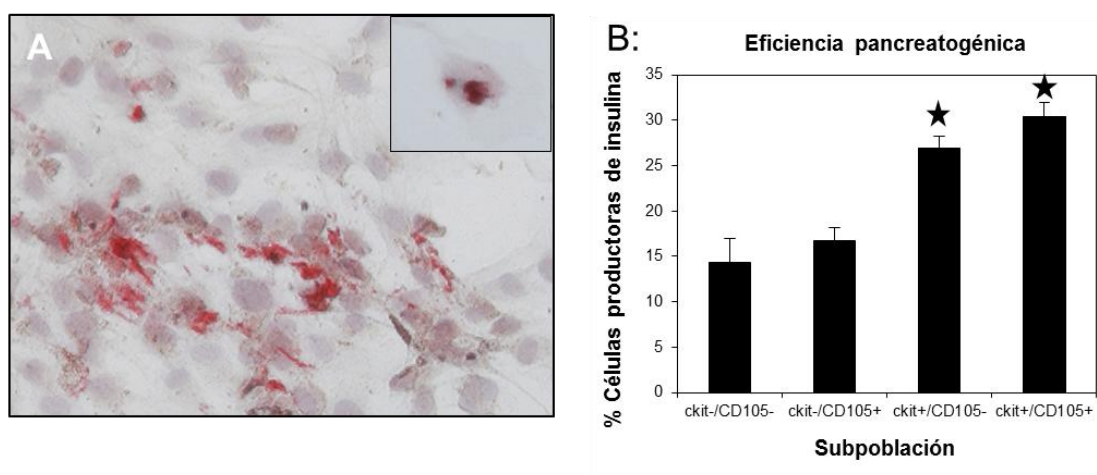 A
B:
Eficiencia pancreatogénica
% Células productoras de insulina
35
30
25
20
15
10
5
0
ckit-/CD105-
ckit-/CD105+
ckit+/CD105-
ckit+/CD105+
Subpoblación